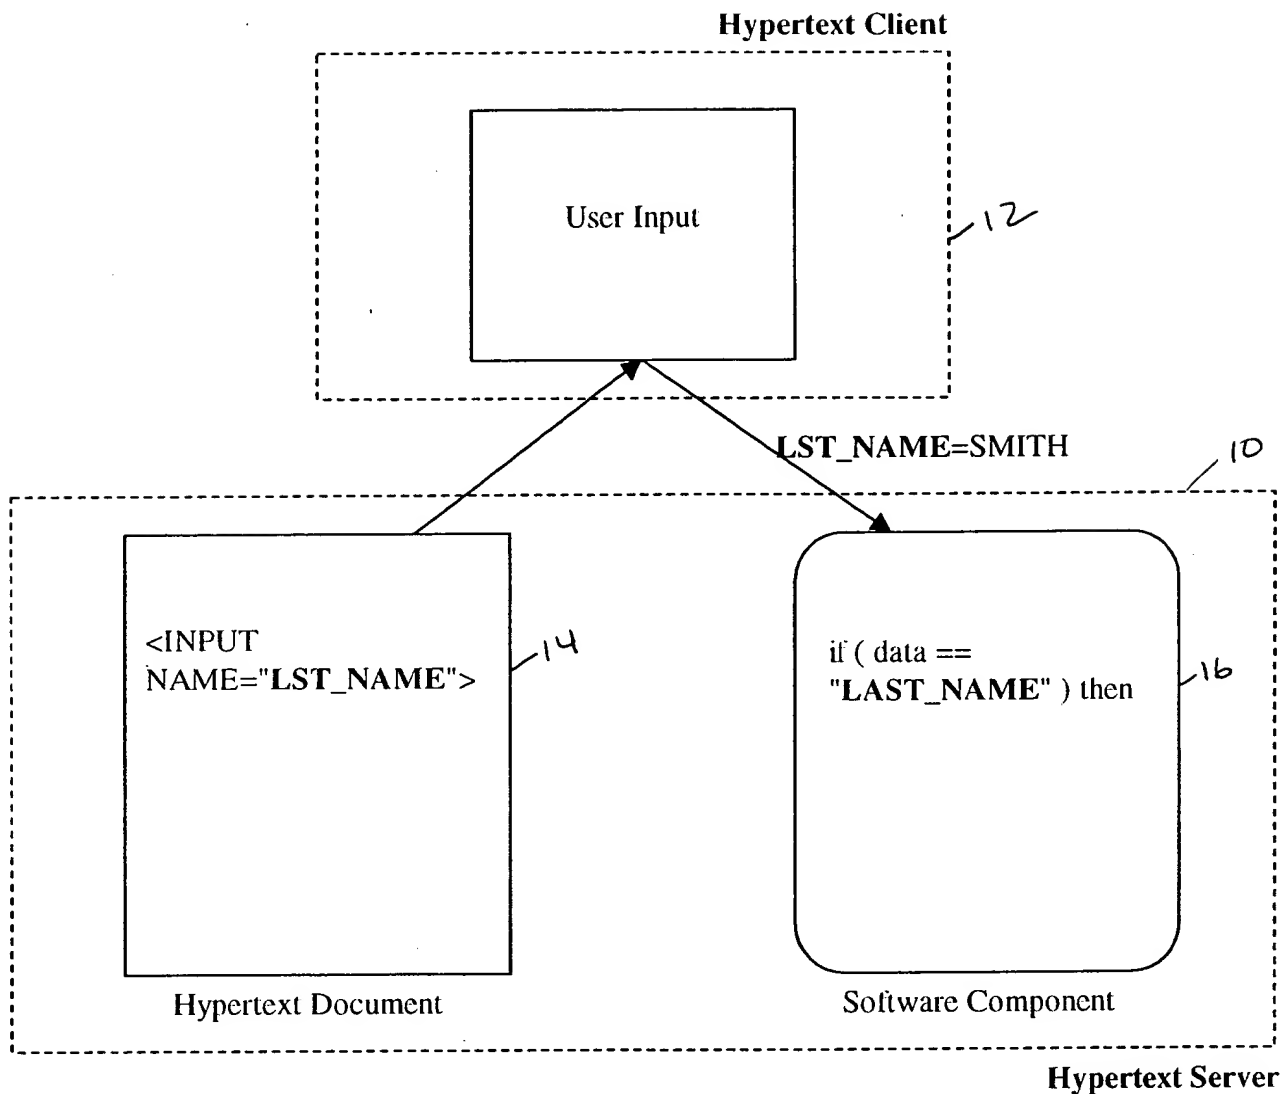 Hypertext Client
User Input
12
LST_NAME=SMITH
10
<INPUT
NAME="LST_NAME">
14
if ( data ==
"LAST_NAME" ) then
16
Hypertext Document
Software Component
Hypertext Server